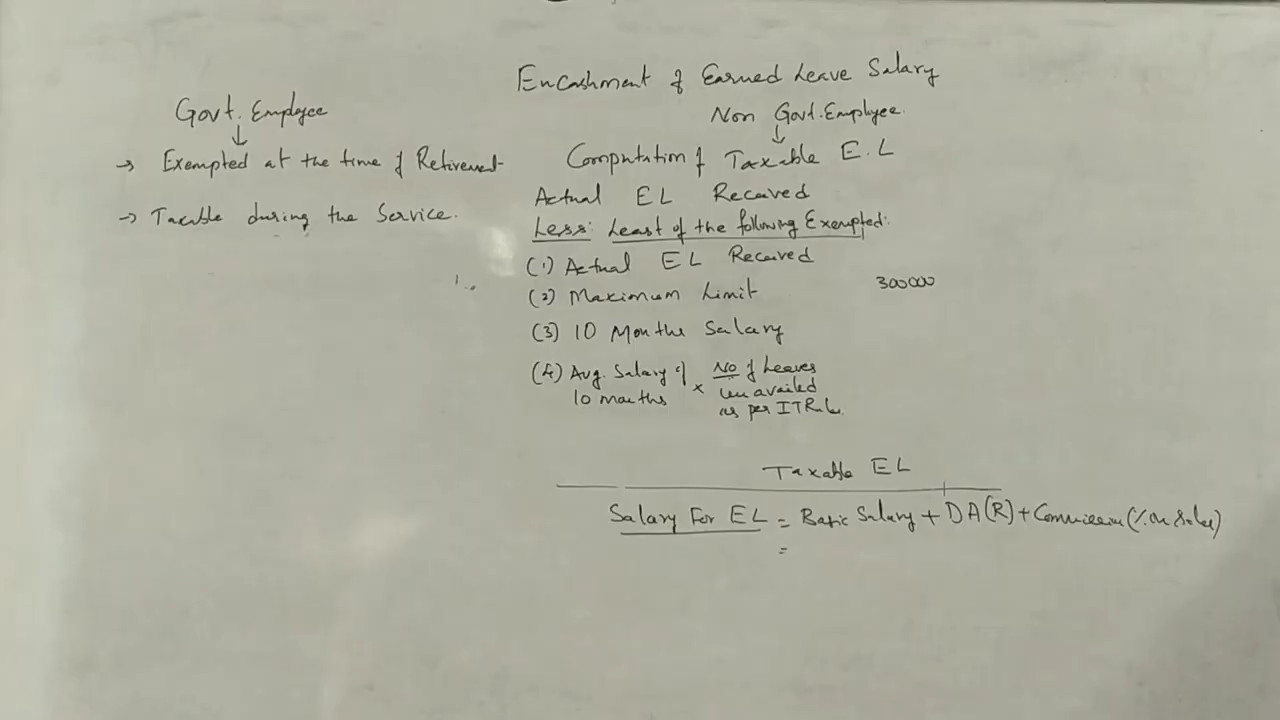 Encashment of Earned Leave Salary
Govt. Employee
↓
→ Exempted at the time of Retirement
→ Taxable during the Service.
Non Govt. Employee.
↓
Computation of Taxable E.L
Actual EL Received
Less: Least of the following Exempted:
(1) Actual EL Received
(2) Maximum Limit 300000
(3) 10 Months Salary
(4) Avg. Salary of 10 months × No of Leaves unavailed as per IT Rule.
Taxable EL
Salary For EL = Basic Salary + DA(R) + Commission (% on Sales)
=